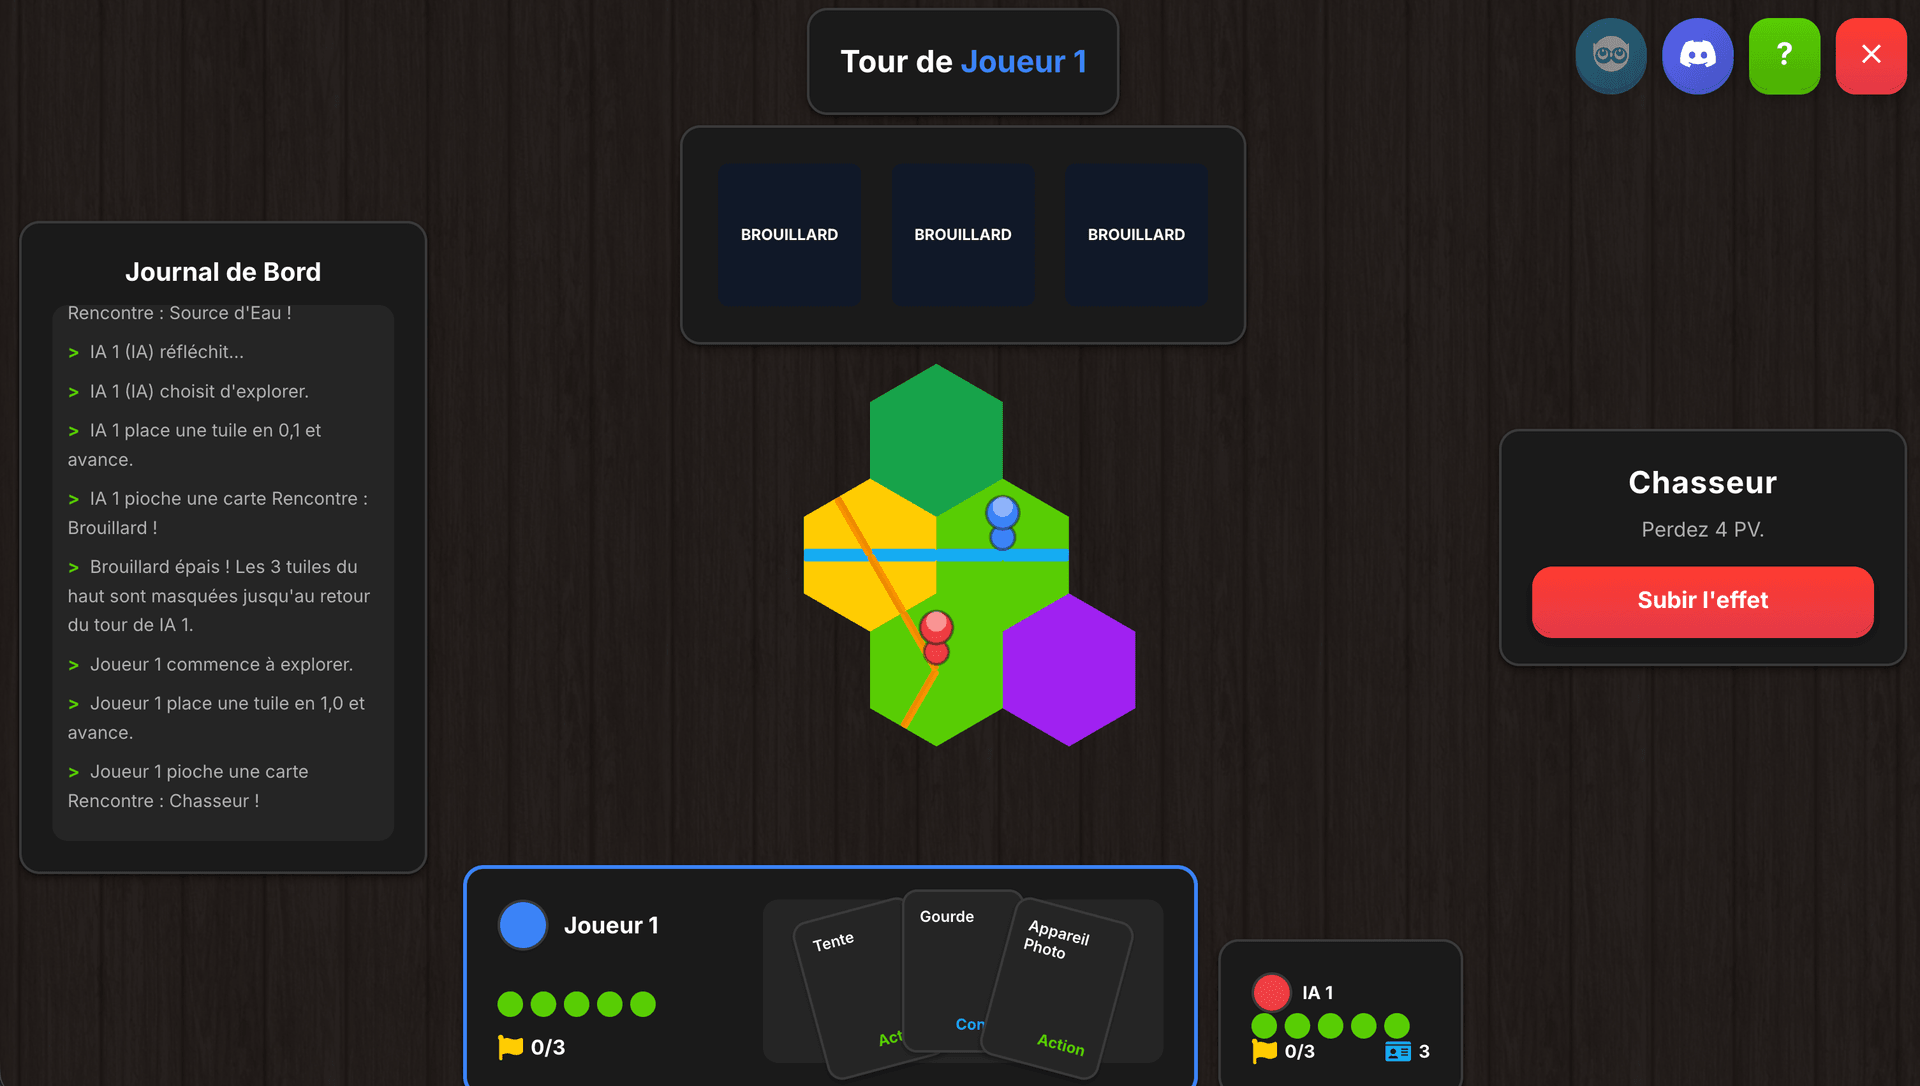 Tour de Joueur 1
?
BROUILLARD BROUILLARD BROUILLARD
Journal de Bord
Rencontre : Source d'Eau !
> IA 1 (IA) réfléchit...
> IA 1 (IA) choisit d'explorer.
> IA 1 place une tuile en 0,1 et
avance.
> IA 1 pioche une carte Rencontre :
Brouillard !
> Brouillard épais ! Les 3 tuiles du
haut sont masquées jusqu'au retour
du tour de IA 1.
> Joueur 1 commence à explorer.
> Joueur 1 place une tuile en 1,0 et
avance.
> Joueur 1 pioche une carte
Rencontre : Chasseur !
Chasseur
Perdez 4 PV.
Subir l'effet
Joueur 1
0/3
Tente
Act
Gourde
Con
Appareil
Photo
Action
IA 1
0/3
3